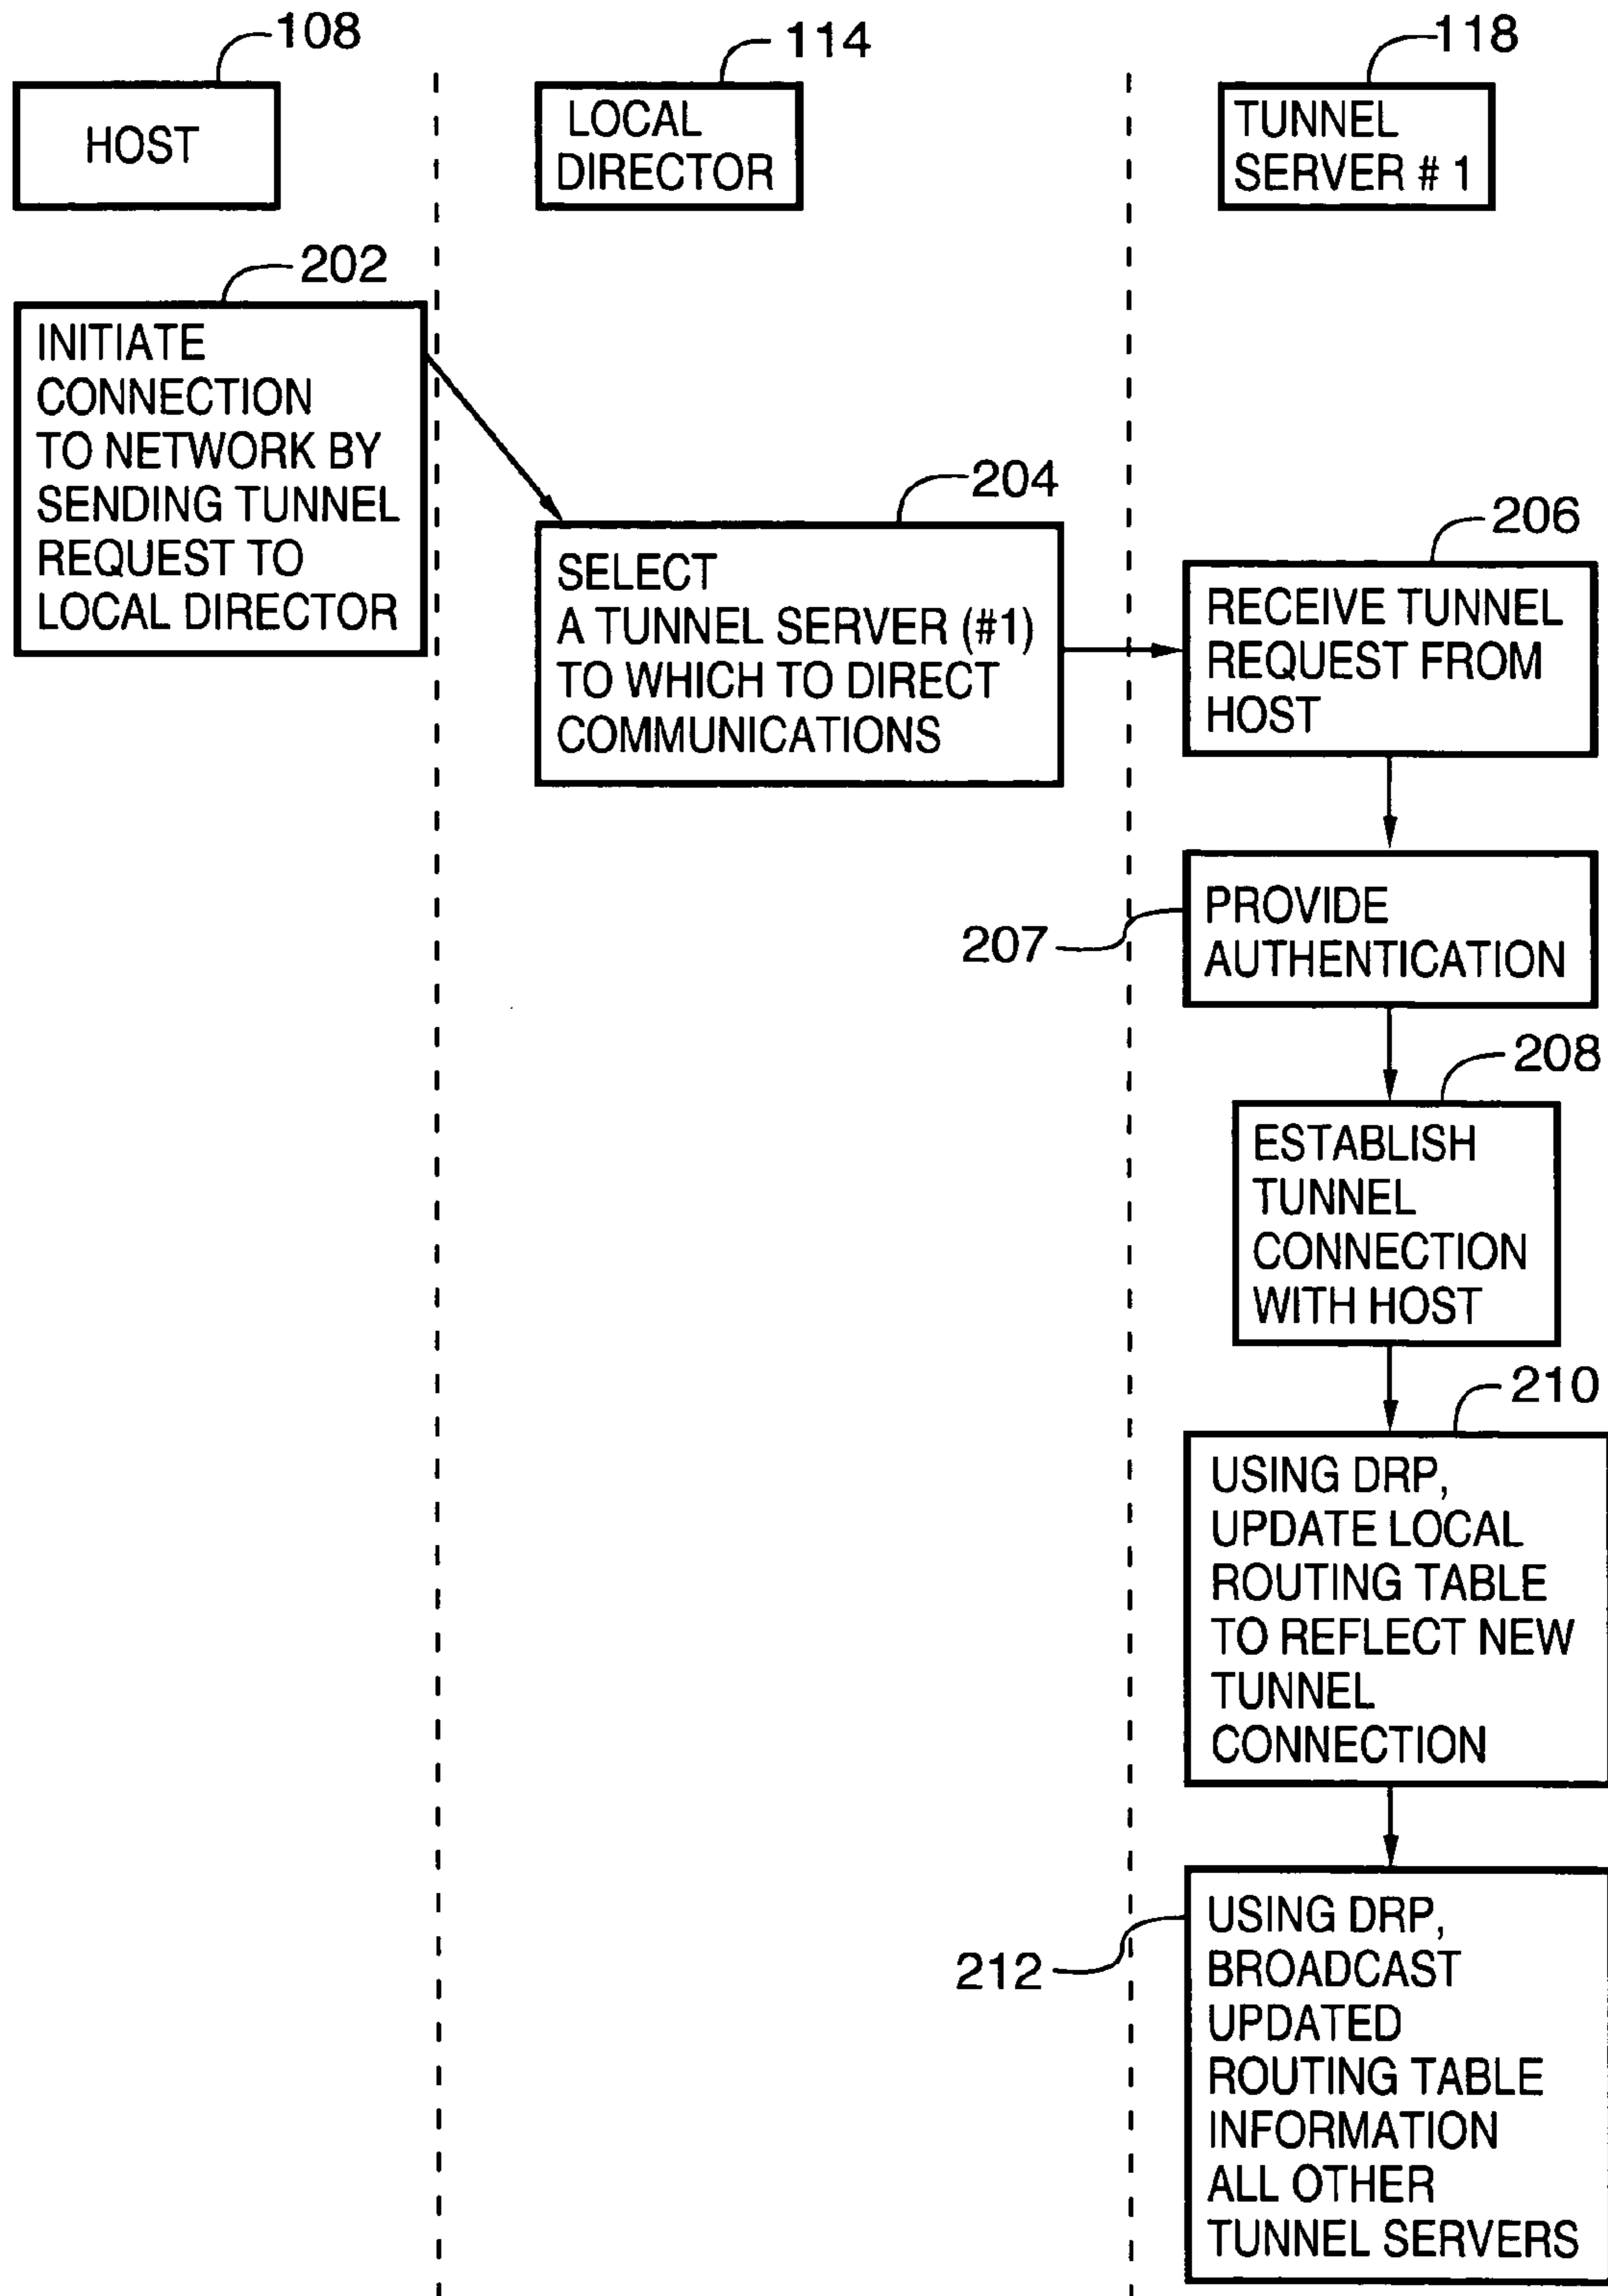 108
HOST
114
LOCAL
DIRECTOR
118
TUNNEL
SERVER # 1
202
INITIATE
CONNECTION
TO NETWORK BY
SENDING TUNNEL
REQUEST TO
LOCAL DIRECTOR
204
SELECT
A TUNNEL SERVER (#1)
TO WHICH TO DIRECT
COMMUNICATIONS
206
RECEIVE TUNNEL
REQUEST FROM
HOST
207
PROVIDE
AUTHENTICATION
208
ESTABLISH
TUNNEL
CONNECTION
WITH HOST
210
USING DRP,
UPDATE LOCAL
ROUTING TABLE
TO REFLECT NEW
TUNNEL
CONNECTION
212
USING DRP,
BROADCAST
UPDATED
ROUTING TABLE
INFORMATION
ALL OTHER
TUNNEL SERVERS